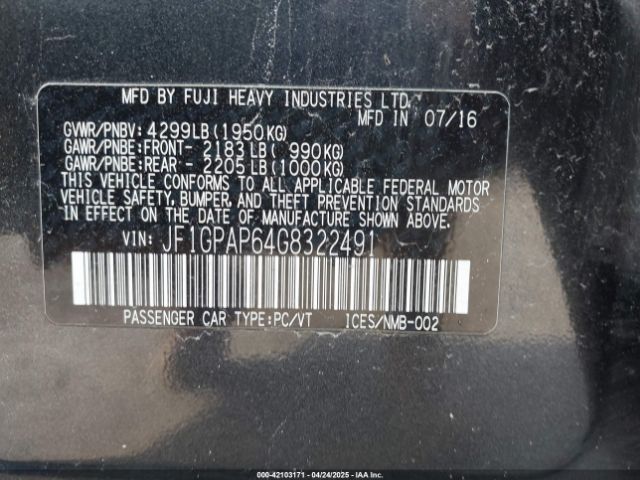 MFD BY FUJI HEAVY INDUSTRIES LTD.
MFD IN 07/16
GVWR/PNBV: 4299LB(1950KG)
GAWR/PNBE:FRONT- 2183LB( 990KG)
GAWR/PNBE:REAR - 2205LB(1000KG)
THIS VEHICLE CONFORMS TO ALL APPLICABLE FEDERAL MOTOR
VEHICLE SAFETY, BUMPER, AND THEFT PREVENTION STANDARDS
IN EFFECT ON THE DATE OF MANUFACTURE SHOWN ABOVE.
VIN: JF1GPAP64G8322491
PASSENGER CAR TYPE:PC/VT ICES/NMB-002
000-42103171 - 04/24/2025 - IAAI, Inc.